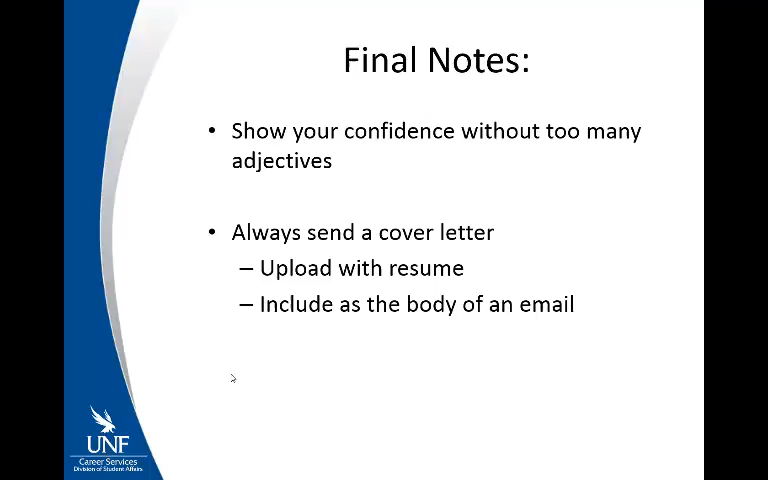 Final Notes:
• Show your confidence without too many
adjectives
• Always send a cover letter
– Upload with resume
– Include as the body of an email
UNF
Career Services
Division of Student Affairs